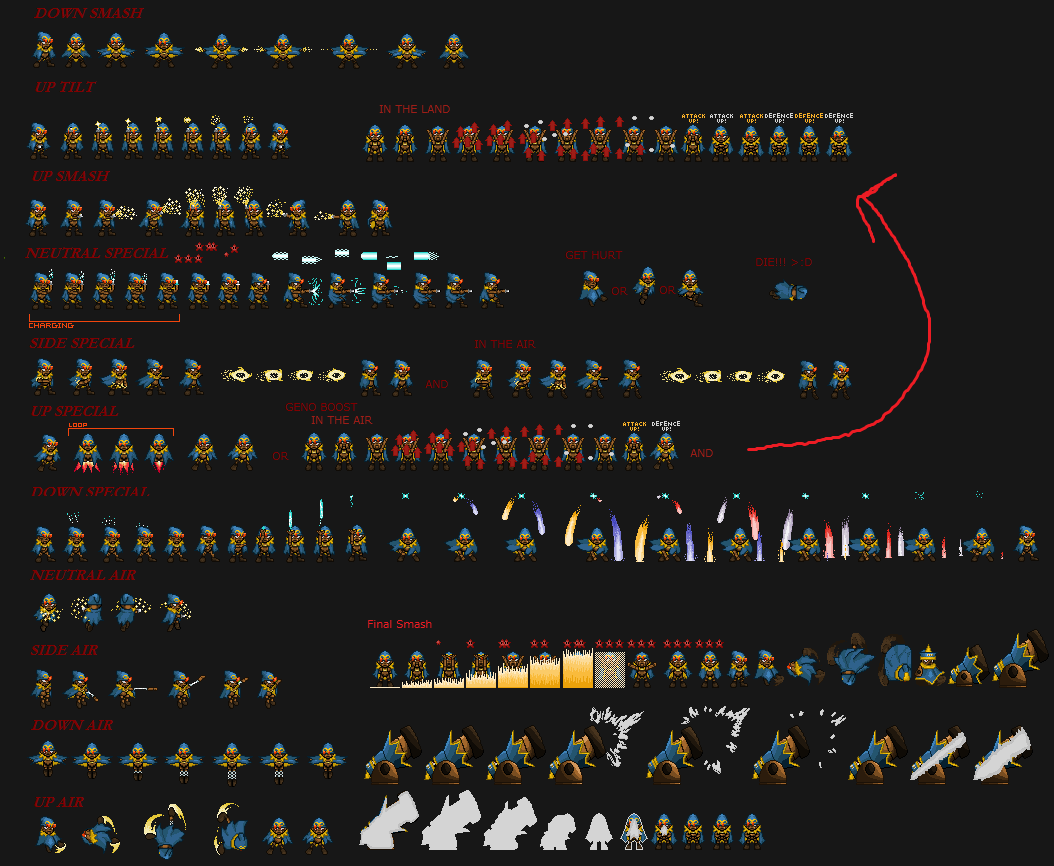 DOWN SMASH
UP TILT
IN THE LAND
ATTACK UP! ATTACK UP! ATTACK UP! DEFENCE UP! DEFENCE UP! DEFENCE UP!
UP SMASH
NEUTRAL SPECIAL
GET HURT
DIE!!! > :D
OR OR
CHARGING
SIDE SPECIAL
IN THE AIR
AND
UP SPECIAL
LOOP
GENO BOOST
IN THE AIR
ATTACK UP! DEFENCE UP!
OR
AND
DOWN SPECIAL
NEUTRAL AIR
Final Smash
SIDE AIR
DOWN AIR
UP AIR